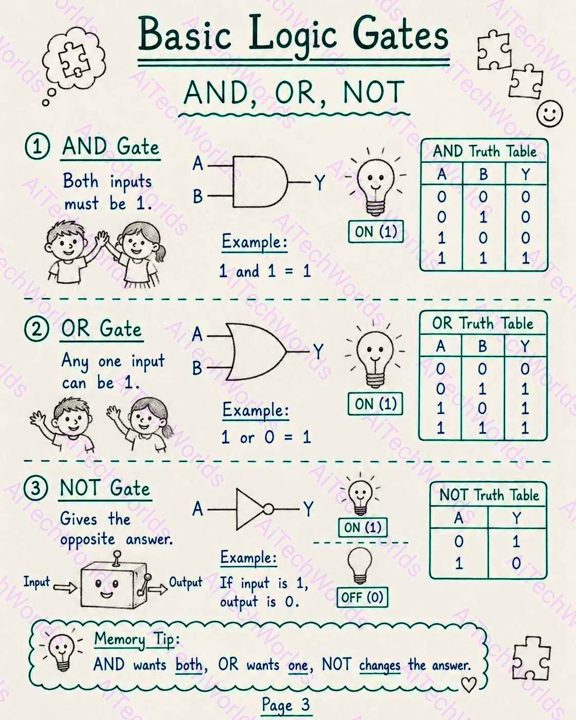 Basic Logic Gates
AND, OR, NOT
1 AND Gate
Both inputs
must be 1.
A
B
Y
Example:
1 and 1 = 1
ON (1)
AND Truth Table
A B Y
0 0 0
0 1 0
1 0 0
1 1 1
2 OR Gate
Any one input
can be 1.
A
B
Y
Example:
1 or 0 = 1
ON (1)
OR Truth Table
A B Y
0 0 0
0 1 1
1 0 1
1 1 1
3 NOT Gate
Gives the
opposite answer.
Input
Output
A
Y
Example:
If input is 1,
output is 0.
ON (1)
OFF (0)
NOT Truth Table
A Y
0 1
1 0
Memory Tip:
AND wants both, OR wants one, NOT changes the answer.
Page 3
AiTechWorlds